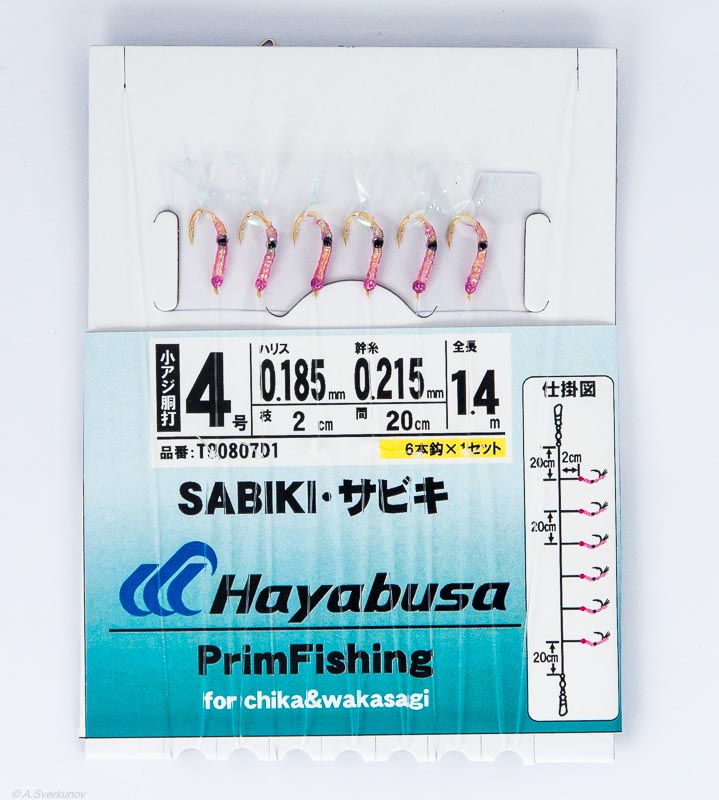 小アジ胴打
4号
ハリス 幹糸 全長
0.185mm 0.215mm 1.4m
枝 2cm 間 20cm
品番:T9080701
6本鈎×1セット
仕掛図
20cm 2cm
20cm
20cm
SABIKI・サビキ
Hayabusa
PrimFishing
for chika&wakasagi
© A.Sverkunov